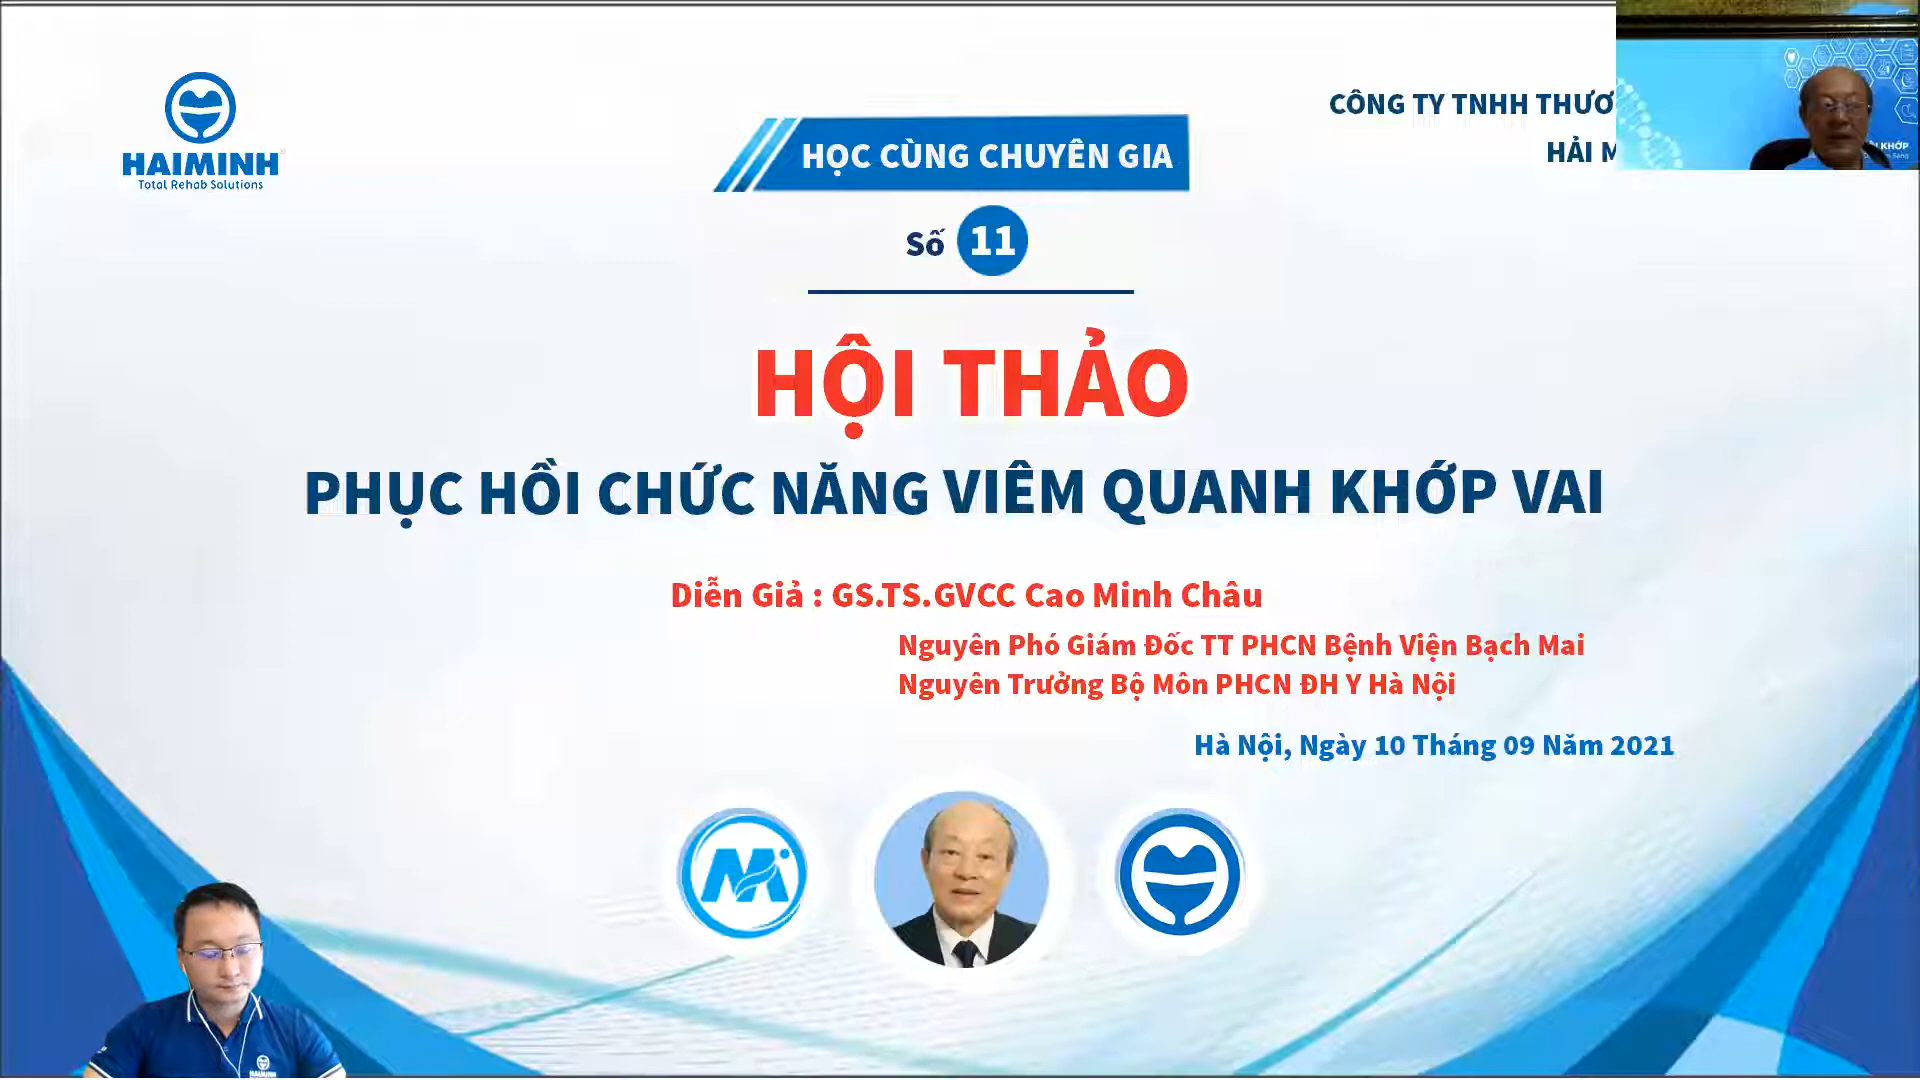 HAIMINH
Total Rehab Solutions
HỌC CÙNG CHUYÊN GIA
Số 11
CÔNG TY TNHH
HẢI
KHỚP
HỘI THẢO
PHỤC HỒI CHỨC NĂNG VIÊM QUANH KHỚP VAI
Diễn Giả : GS.TS.GVCC Cao Minh Châu
Nguyên Phó Giám Đốc TT PHCN Bệnh Viện Bạch Mai
Nguyên Trưởng Bộ Môn PHCN ĐH Y Hà Nội
Hà Nội, Ngày 10 Tháng 09 Năm 2021
HAIMINH